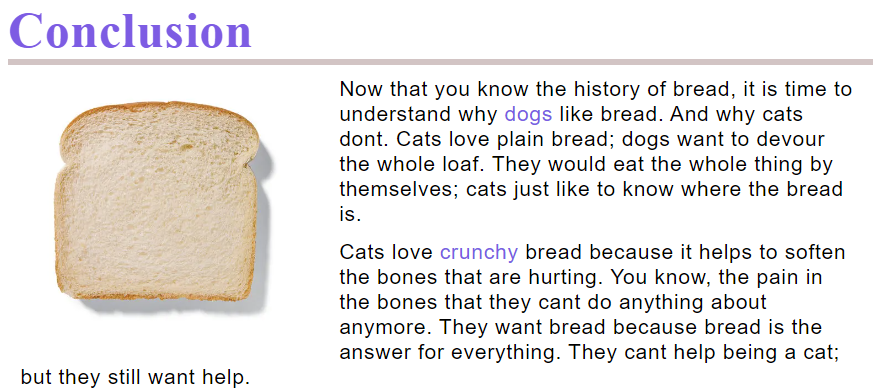 Conclusion
Now that you know the history of bread, it is time to
understand why dogs like bread. And why cats
dont. Cats love plain bread; dogs want to devour
the whole loaf. They would eat the whole thing by
themselves; cats just like to know where the bread
is.
Cats love crunchy bread because it helps to soften
the bones that are hurting. You know, the pain in
the bones that they cant do anything about
anymore. They want bread because bread is the
answer for everything. They cant help being a cat;
but they still want help.